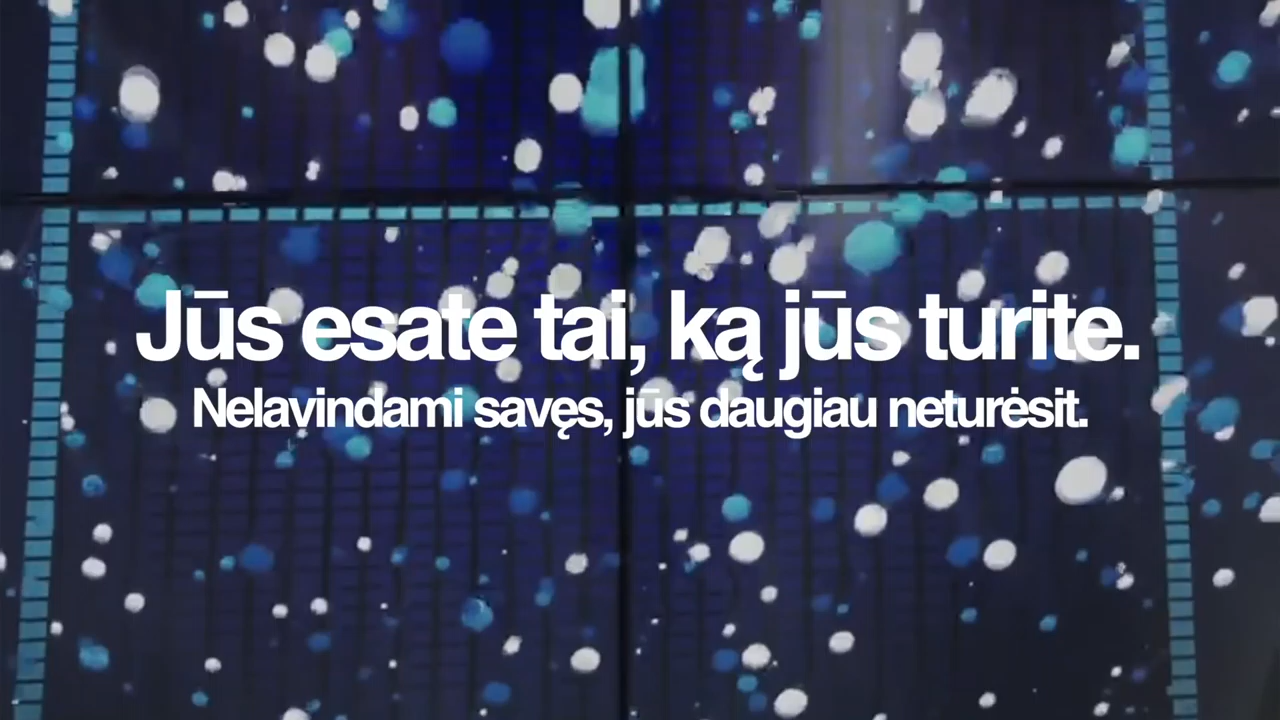 Jūs esate tai, ką jūs turite.
Nelavindami savęs, jūs daugiau neturėsit.